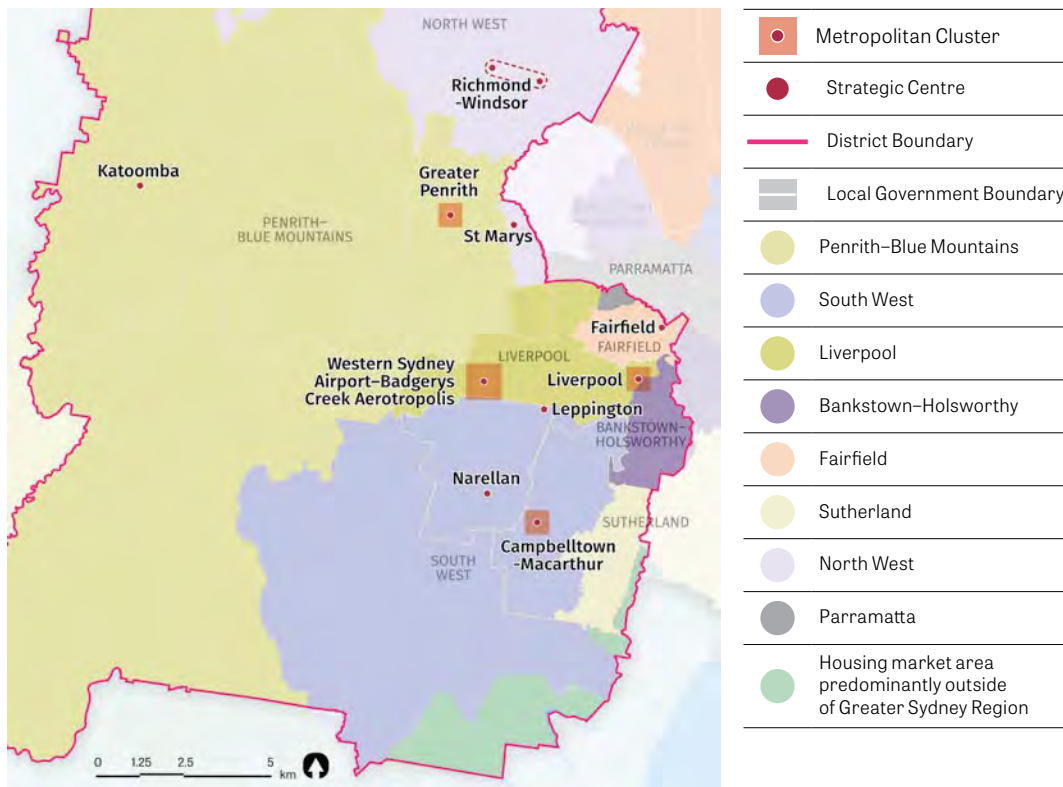 NORTH WEST
Richmond
-Windsor
Katoomba
Greater
Penrith
PENRITH–
BLUE MOUNTAINS
St Marys
PARRAMATTA
Fairfield
FAIRFIELD
LIVERPOOL
Western Sydney
Airport–Badgerys
Creek Aerotropolis
Liverpool
Leppington
BANKSTOWN–
HOLSWORTHY
Narellan
SUTHERLAND
Campbelltown
-Macarthur
SOUTH
WEST
0 1.25 2.5 5
km
Metropolitan Cluster
Strategic Centre
District Boundary
Local Government Boundary
Penrith–Blue Mountains
South West
Liverpool
Bankstown–Holsworthy
Fairfield
Sutherland
North West
Parramatta
Housing market area
predominantly outside
of Greater Sydney Region